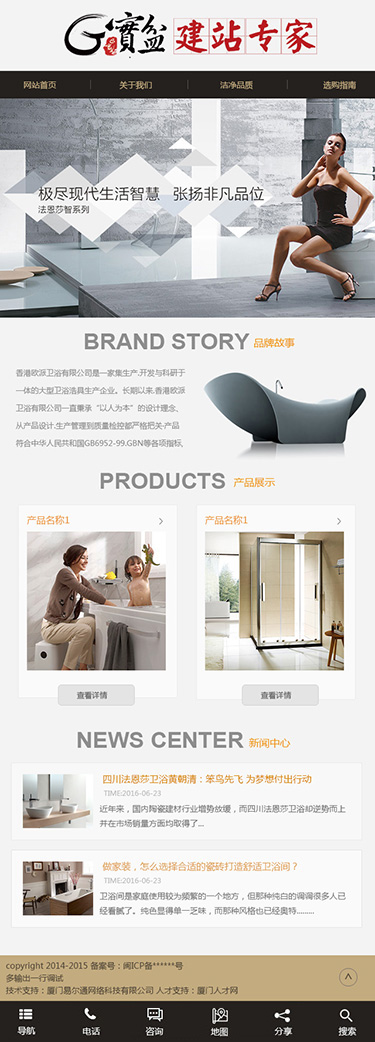 G寶盆 建站专家
网站首页 关于我们 洁净品质 选购指南
极尽现代生活智慧 张扬非凡品位
法恩莎智系列
BRAND STORY 品牌故事
香港欧派卫浴有限公司是一家集生产.开发与科研于
一体的大型卫浴洁具生产企业。长期以来.香港欧派
卫浴有限公司一直秉承“以人为本”的设计理念、
从产品设计.生产管理到质量检控都严格把关-产品
符合中华人民共和国GB6952-99.GBN等各项指标,
PRODUCTS 产品展示
产品名称1 >
产品名称1 >
查看详情
查看详情
NEWS CENTER 新闻中心
四川法恩莎卫浴黄朝清：笨鸟先飞 为梦想付出行动
TIME:2016-06-23
近年来，国内陶瓷建材行业增势放缓，而四川法恩莎卫浴却逆势而上
并在市场销量方面均取得了...
做家装，怎么选择合适的瓷砖打造舒适卫浴间？
TIME:2016-06-23
卫浴间是家庭使用较为频繁的一个地方，但那种纯白的调调很多人已
经看腻了。纯色显得单一乏味，而那种风格也已经奥特.........
copyright 2014-2015 备案号：闽ICP备******号
多输出一行调试
技术支持：厦门易尔通网络科技有限公司 人才支持：厦门人才网
导航 电话 咨询 地图 分享 搜索